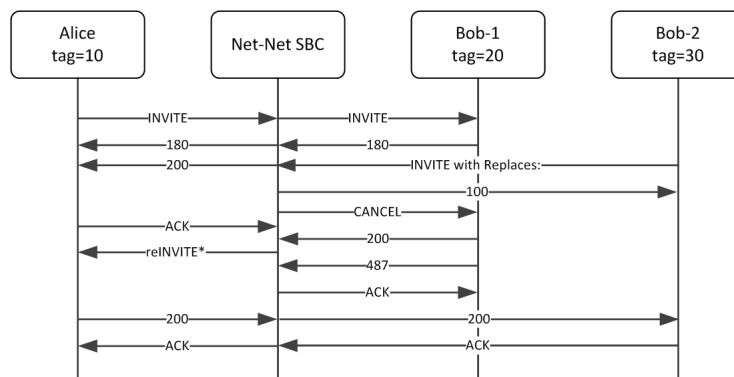 Alice
tag=10
Net-Net SBC
Bob-1
tag=20
Bob-2
tag=30
INVITE
INVITE
180
180
200
INVITE with Replaces:
100
CANCEL
ACK
200
reINVITE*
487
ACK
200
200
ACK
ACK